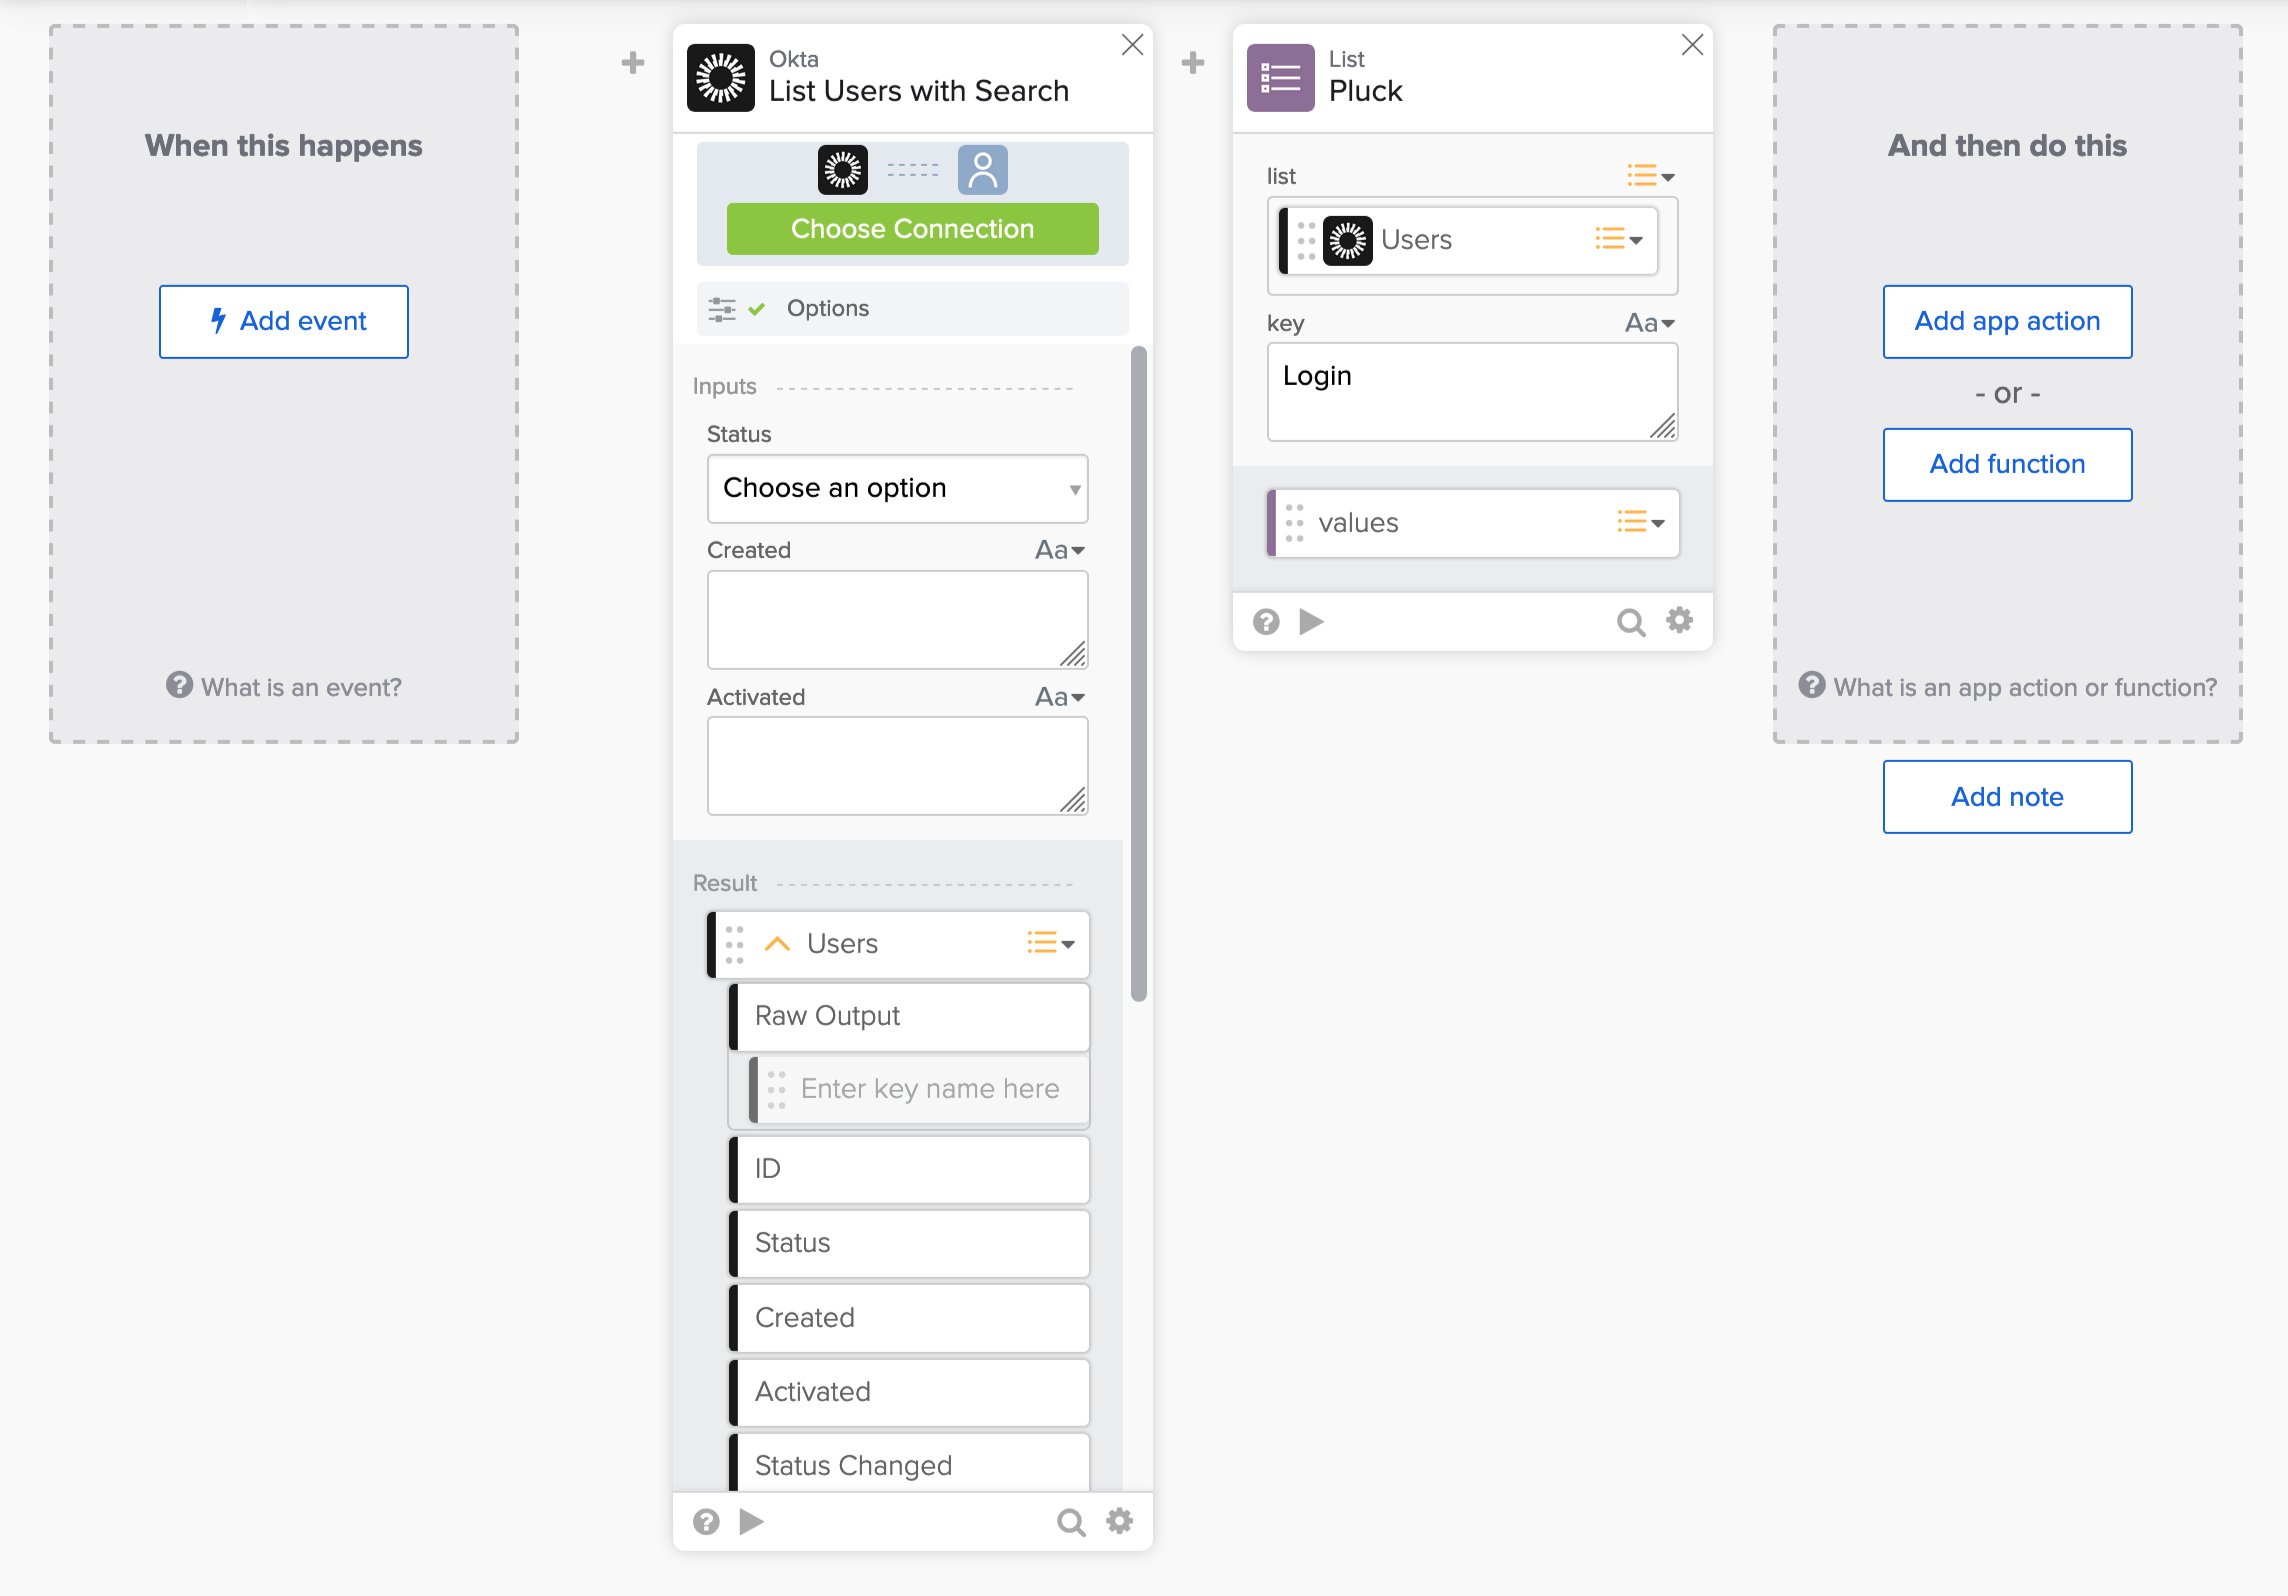 When this happens
Add event
What is an event?
Okta
List Users with Search
Choose Connection
Options
Inputs
Status
Choose an option
Created
Aa
Activated
Aa
Result
Users
Raw Output
Enter key name here
ID
Status
Created
Activated
Status Changed
List
Pluck
list
Users
key
Aa
Login
values
And then do this
Add app action
- or -
Add function
What is an app action or function?
Add note